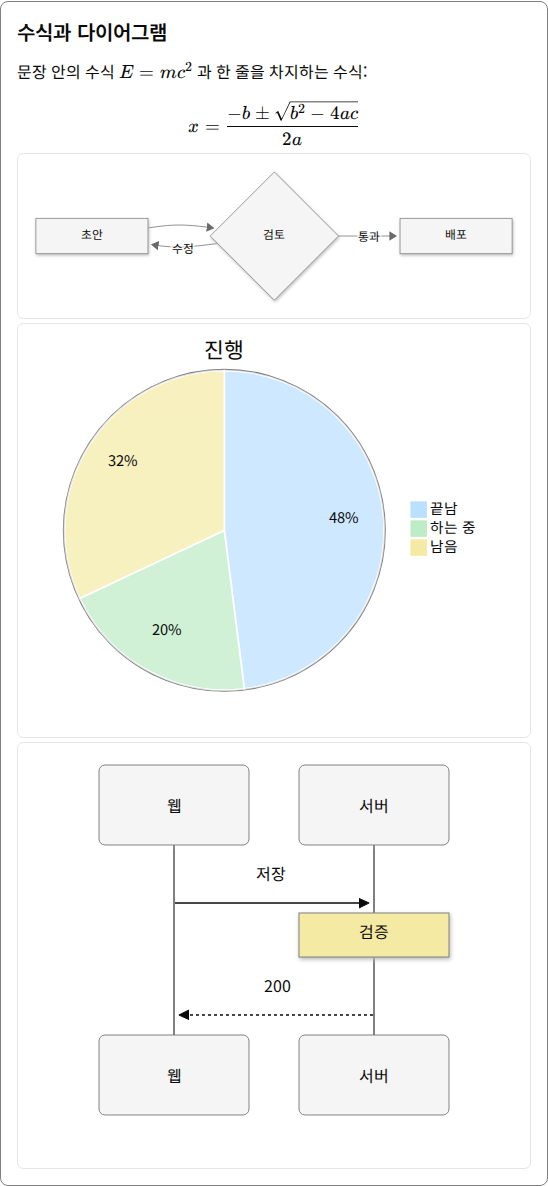 수식과 다이어그램
문장 안의 수식 E = mc² 과 한 줄을 차지하는 수식:
x = (−b ± √(b² − 4ac)) / 2a
초안
검토
배포
수정
통과
진행
32%
48%
20%
끝남
하는 중
남음
웹
서버
저장
검증
200
웹
서버